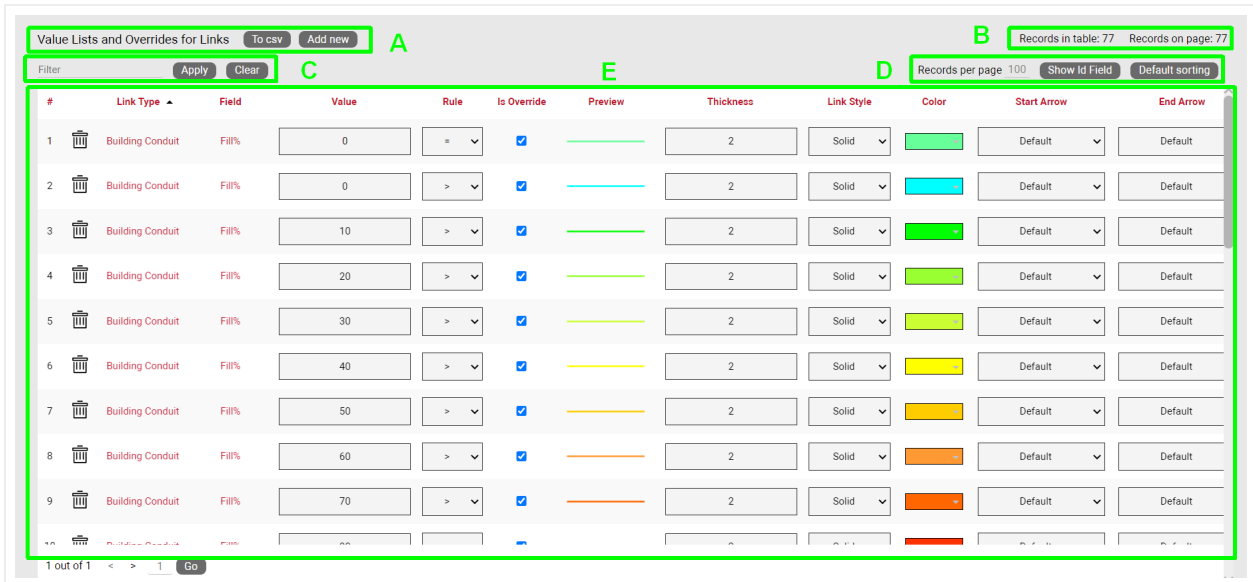 Value Lists and Overrides for Links To csv Add new A B Records in table: 77 Records on page: 77
Filter Apply Clear C E D Records per page 100 Show Id Field Default sorting
# Link Type Field Value Rule Is Override Preview Thickness Link Style Color Start Arrow End Arrow
1 Building Conduit Fill% 0 = 2 Solid Default Default
2 Building Conduit Fill% 0 > 2 Solid Default Default
3 Building Conduit Fill% 10 > 2 Solid Default Default
4 Building Conduit Fill% 20 > 2 Solid Default Default
5 Building Conduit Fill% 30 > 2 Solid Default Default
6 Building Conduit Fill% 40 > 2 Solid Default Default
7 Building Conduit Fill% 50 > 2 Solid Default Default
8 Building Conduit Fill% 60 > 2 Solid Default Default
9 Building Conduit Fill% 70 > 2 Solid Default Default
1 out of 1 < > 1 Go